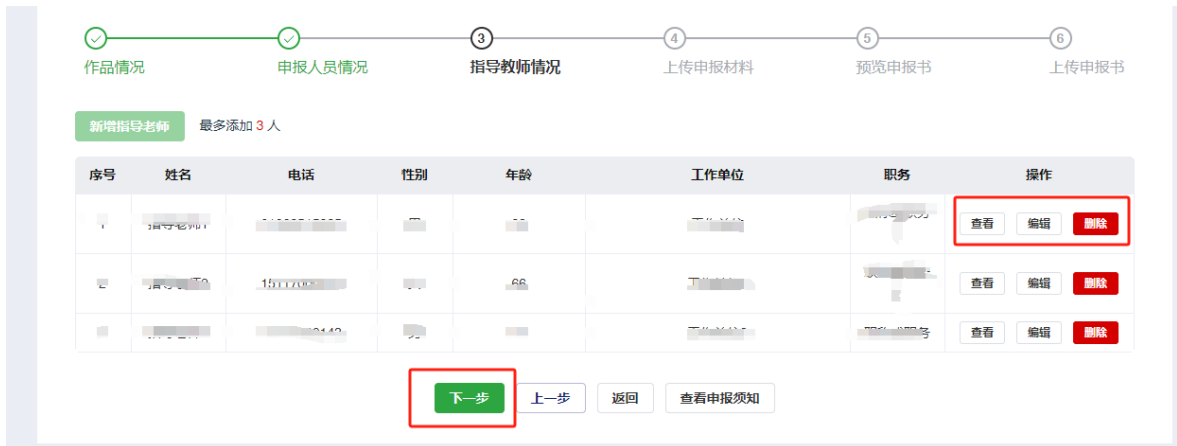 3 4 5 6
作品情况 申报人员情况 指导教师情况 上传申报材料 预览申报书 上传申报书
新增指导老师 最多添加 3 人
序号 姓名 电话 性别 年龄 工作单位 职务 操作
查看 编辑 删除
66 查看 编辑 删除
查看 编辑 删除
下一步 上一步 返回 查看申报须知